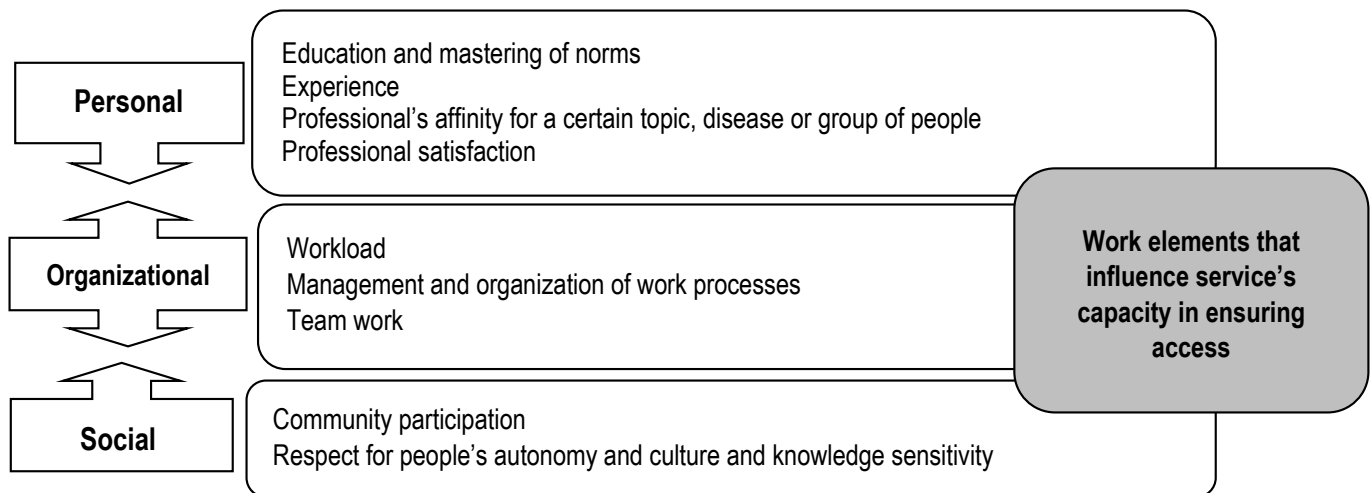 Personal
Education and mastering of norms
Experience
Professional’s affinity for a certain topic, disease or group of people
Professional satisfaction
Organizational
Workload
Management and organization of work processes
Team work
Work elements that
influence service’s
capacity in ensuring
access
Social
Community participation
Respect for people’s autonomy and culture and knowledge sensitivity